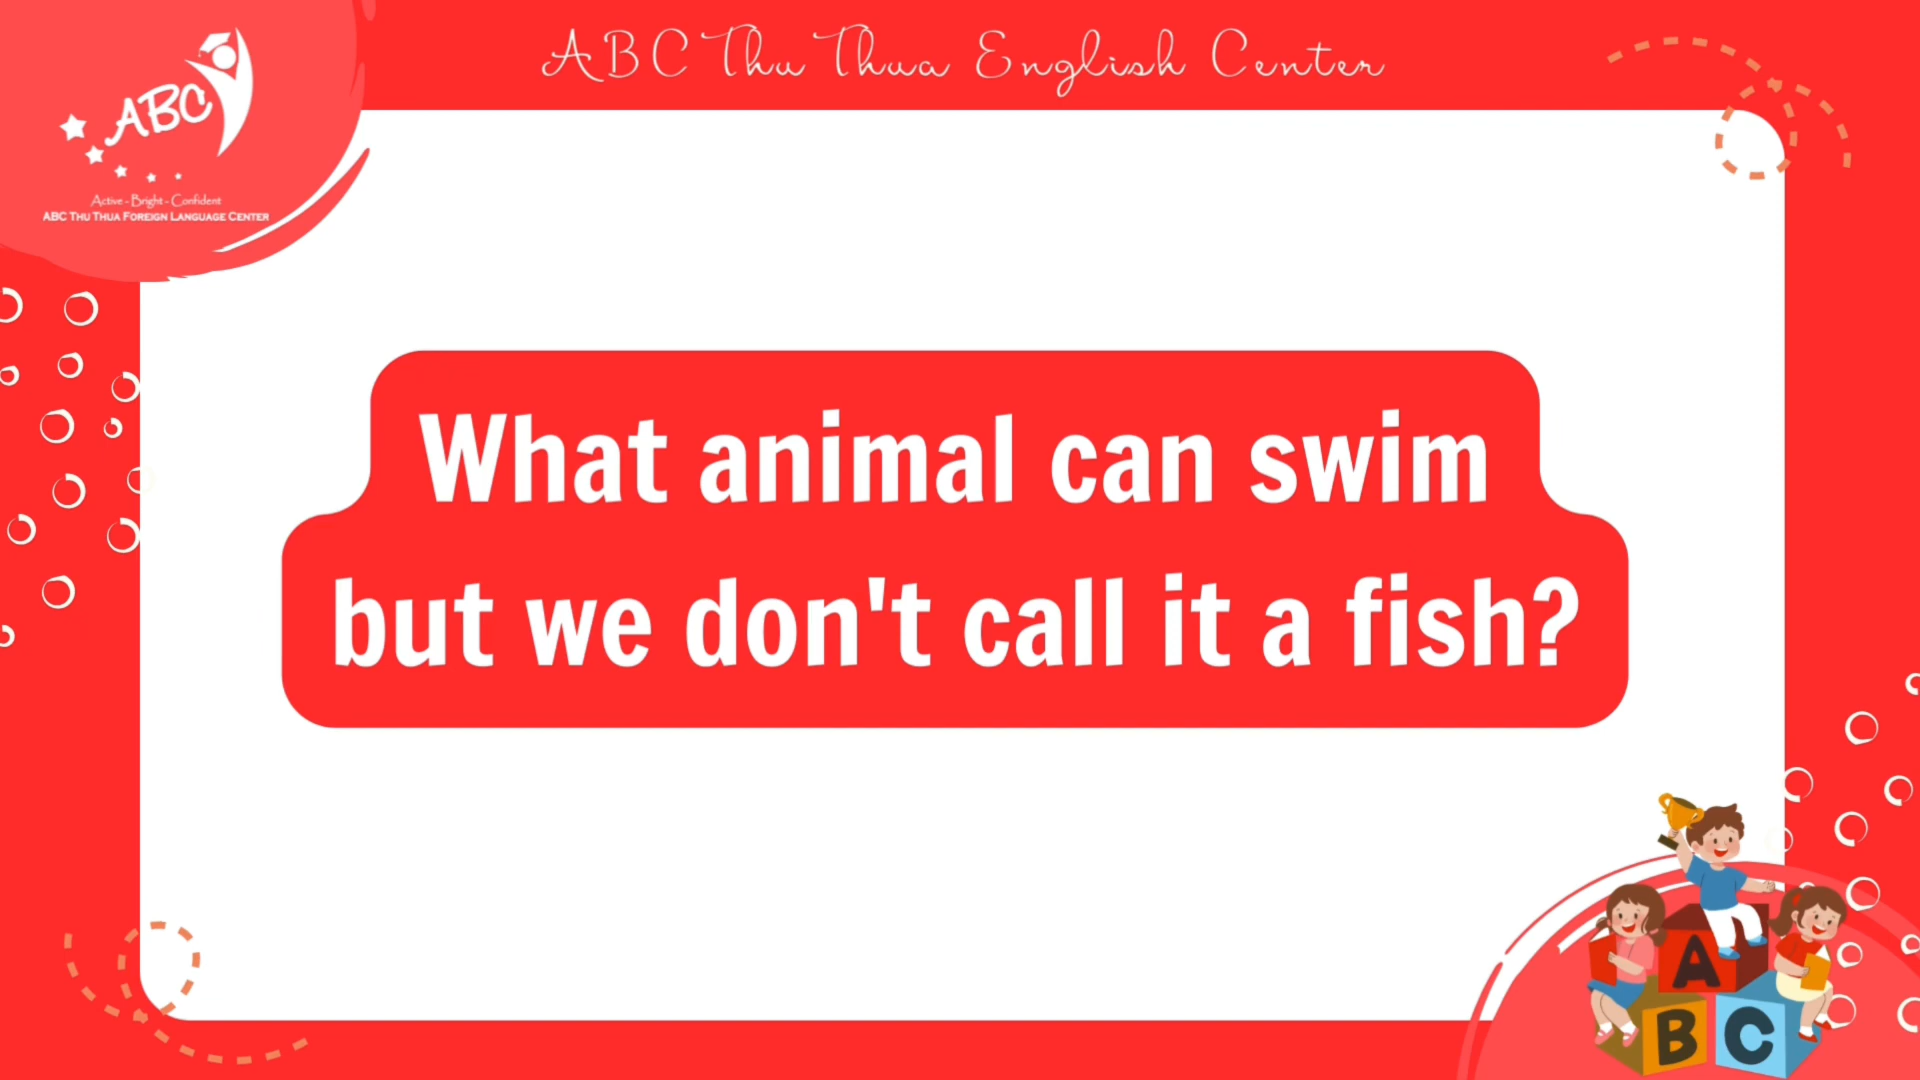 ABC Thu Thua English Center
ABC
Active - Bright - Confident
ABC THU THUA FOREIGN LANGUAGE CENTER
What animal can swim
but we don't call it a fish?
A
B C